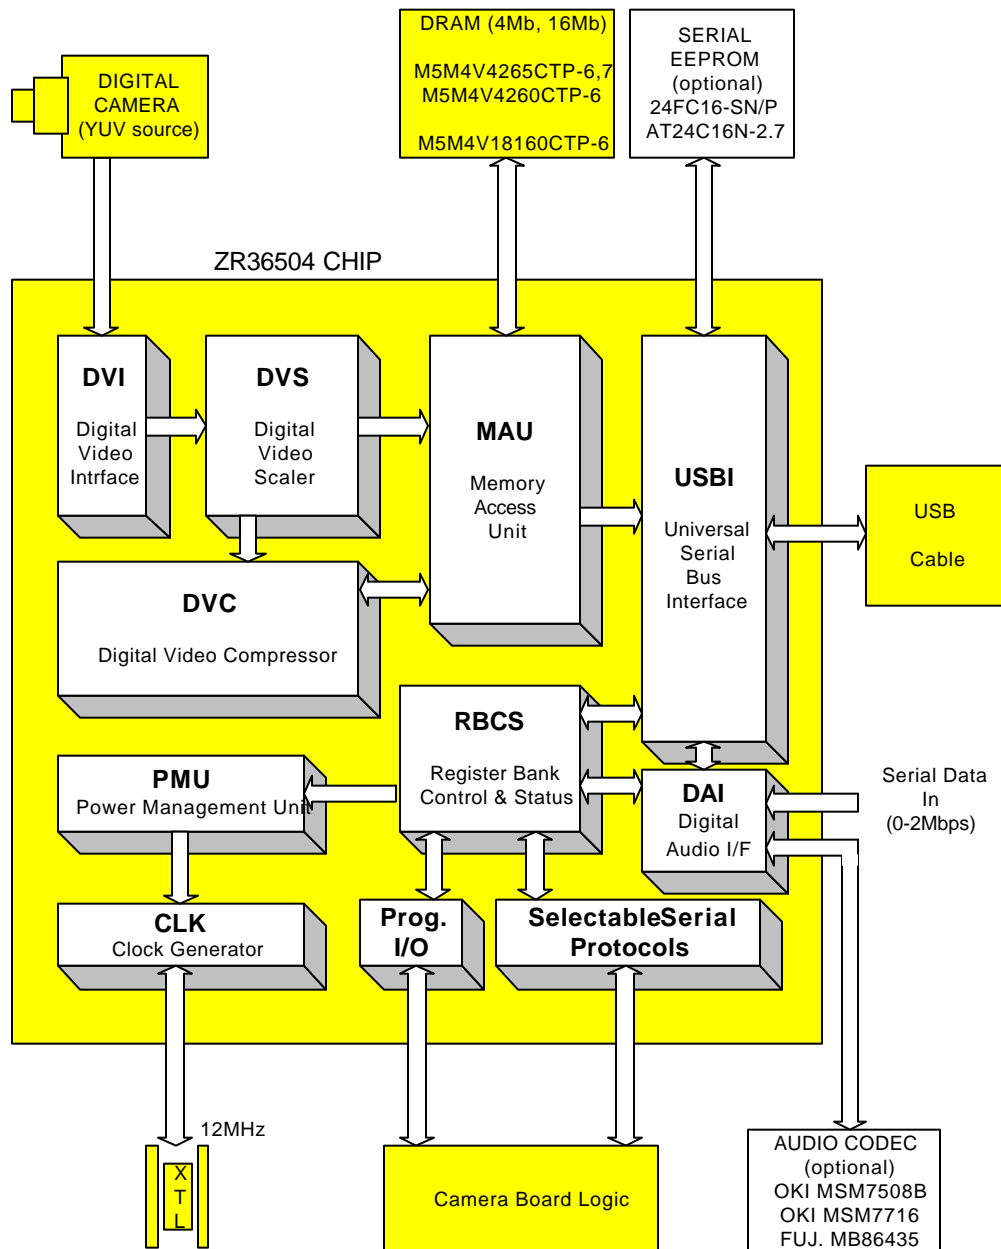 DIGITAL
CAMERA
(YUV source)
DRAM (4Mb, 16Mb)
M5M4V4265CTP-6,7
M5M4V4260CTP-6
M5M4V18160CTP-6
SERIAL
EEPROM
(optional)
24FC16-SN/P
AT24C16N-2.7
ZR36504 CHIP
DVI
Digital
Video
Intrface
DVS
Digital
Video
Scaler
MAU
Memory
Access
Unit
USBI
Universal
Serial
Bus
Interface
USB
Cable
DVC
Digital Video Compressor
RBCS
Register Bank
Control & Status
PMU
Power Management Unit
DAI
Digital
Audio I/F
Serial Data
In
(0-2Mbps)
CLK
Clock Generator
Prog.
I/O
SelectableSerial
Protocols
12MHz
X
T
L
Camera Board Logic
AUDIO CODEC
(optional)
OKI MSM7508B
OKI MSM7716
FUJ. MB86435